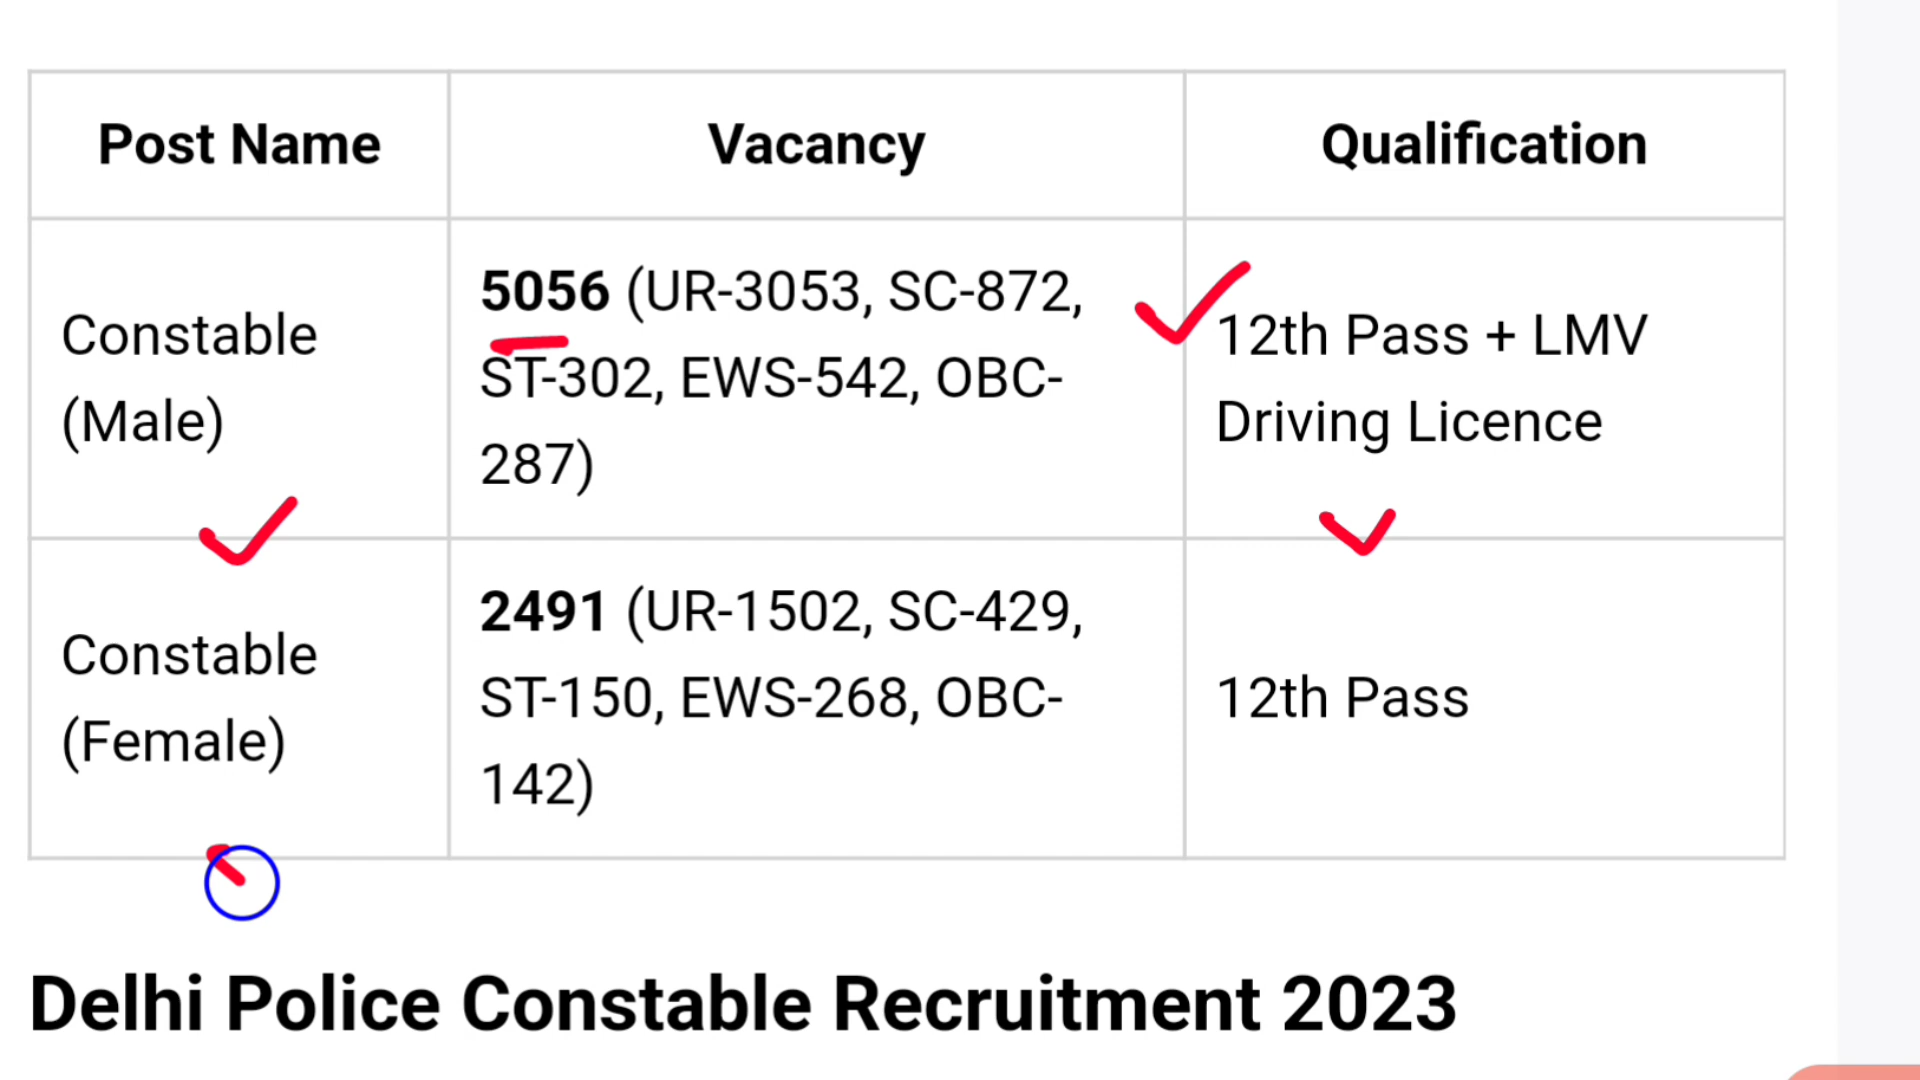 Post Name
Vacancy
Qualification
Constable
(Male)
5056 (UR-3053, SC-872,
ST-302, EWS-542, OBC-
287)
12th Pass + LMV
Driving Licence
Constable
(Female)
2491 (UR-1502, SC-429,
ST-150, EWS-268, OBC-
142)
12th Pass
Delhi Police Constable Recruitment 2023